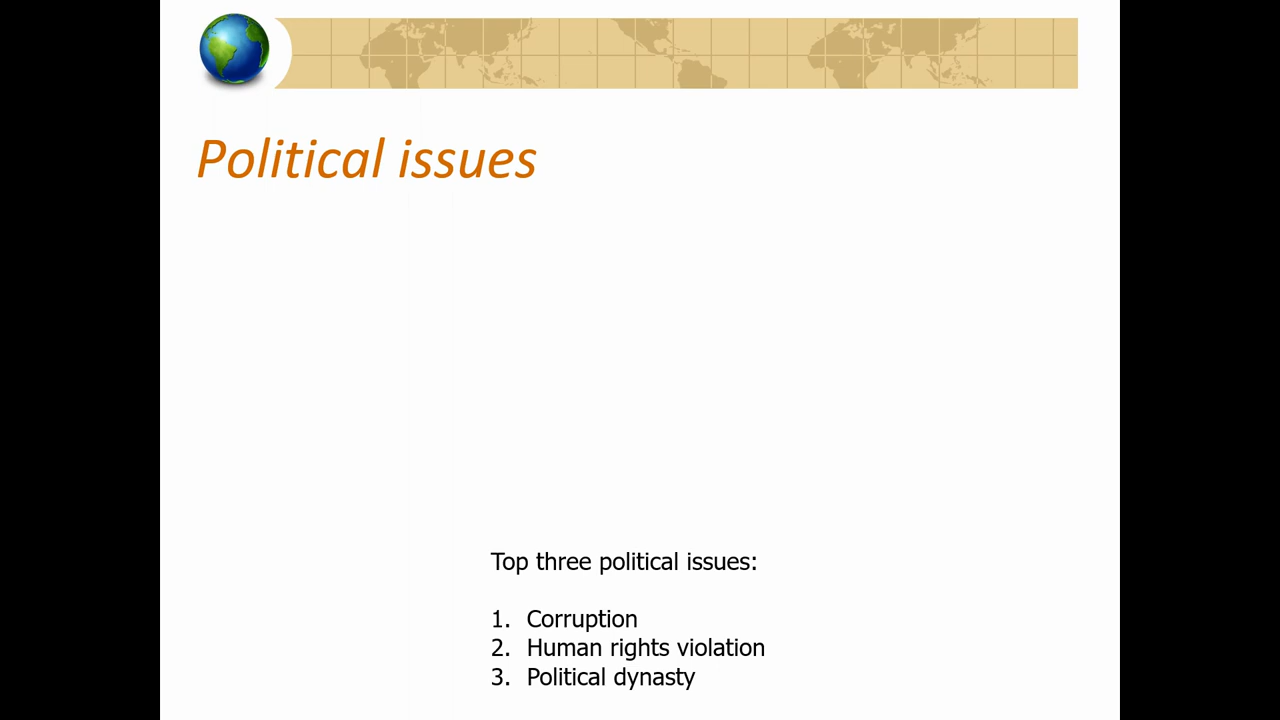 Political issues
Top three political issues:
1. Corruption
2. Human rights violation
3. Political dynasty